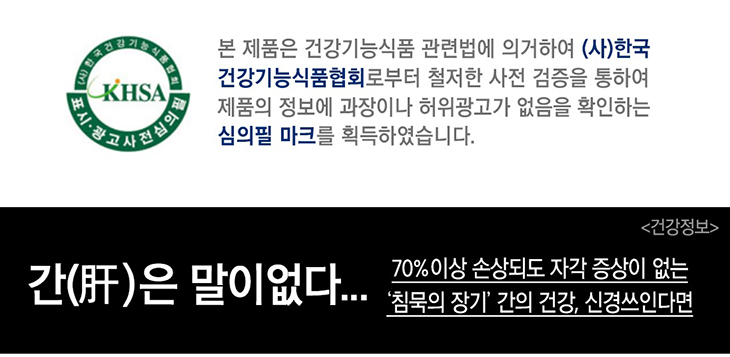 (사)한국건강기능식품협회
KHSA
표시·광고사전심의필
본 제품은 건강기능식품 관련법에 의거하여 (사)한국
건강기능식품협회로부터 철저한 사전 검증을 통하여
제품의 정보에 과장이나 허위광고가 없음을 확인하는
심의필 마크를 획득하였습니다.
<건강정보>
간(肝)은 말이없다...
70%이상 손상되도 자각 증상이 없는
‘침묵의 장기’ 간의 건강, 신경쓰인다면